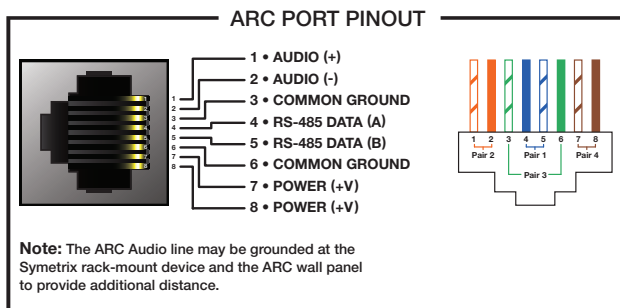 ARC PORT PINOUT
1 • AUDIO (+)
2 • AUDIO (-)
3 • COMMON GROUND
4 • RS-485 DATA (A)
5 • RS-485 DATA (B)
6 • COMMON GROUND
7 • POWER (+V)
8 • POWER (+V)
1
2
3
4
5
6
7
8
1 2 3 4 5 6 7 8
Pair 2 Pair 1 Pair 4
Pair 3
Note: The ARC Audio line may be grounded at the
Symetrix rack-mount device and the ARC wall panel
to provide additional distance.